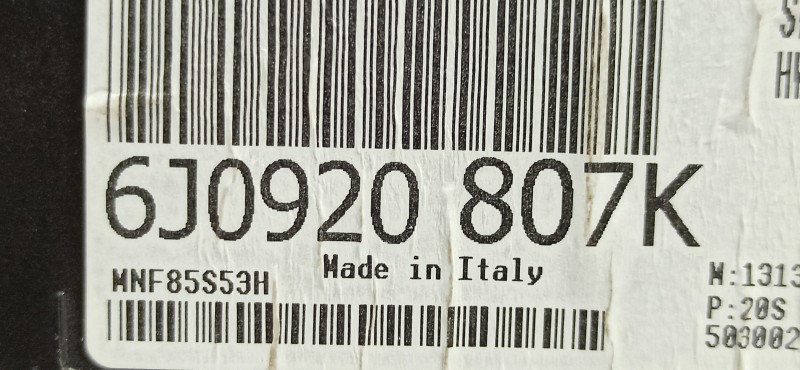 6J0920 807K
Made in Italy
MNF85S53H
M:1313
P:20S
503002